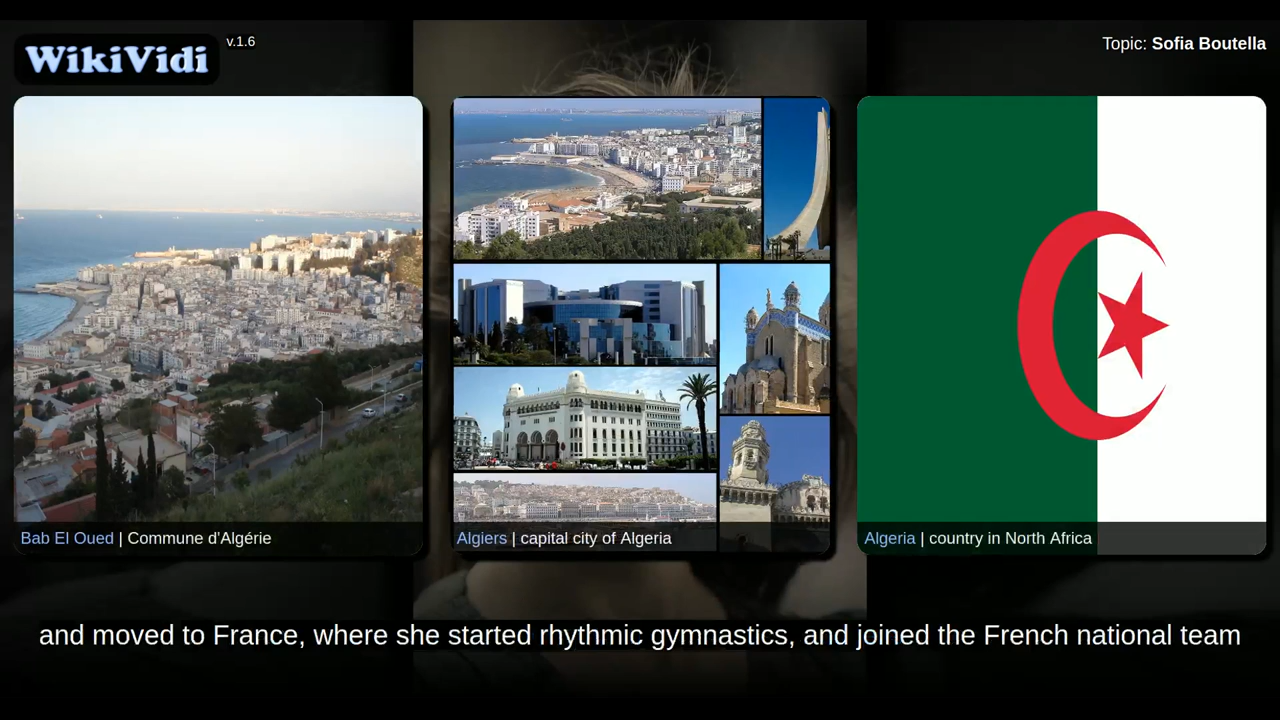 WikiVidi
v.1.6
Topic: Sofia Boutella
Bab El Oued | Commune d'Algérie
Algiers | capital city of Algeria
Algeria | country in North Africa
and moved to France, where she started rhythmic gymnastics, and joined the French national team